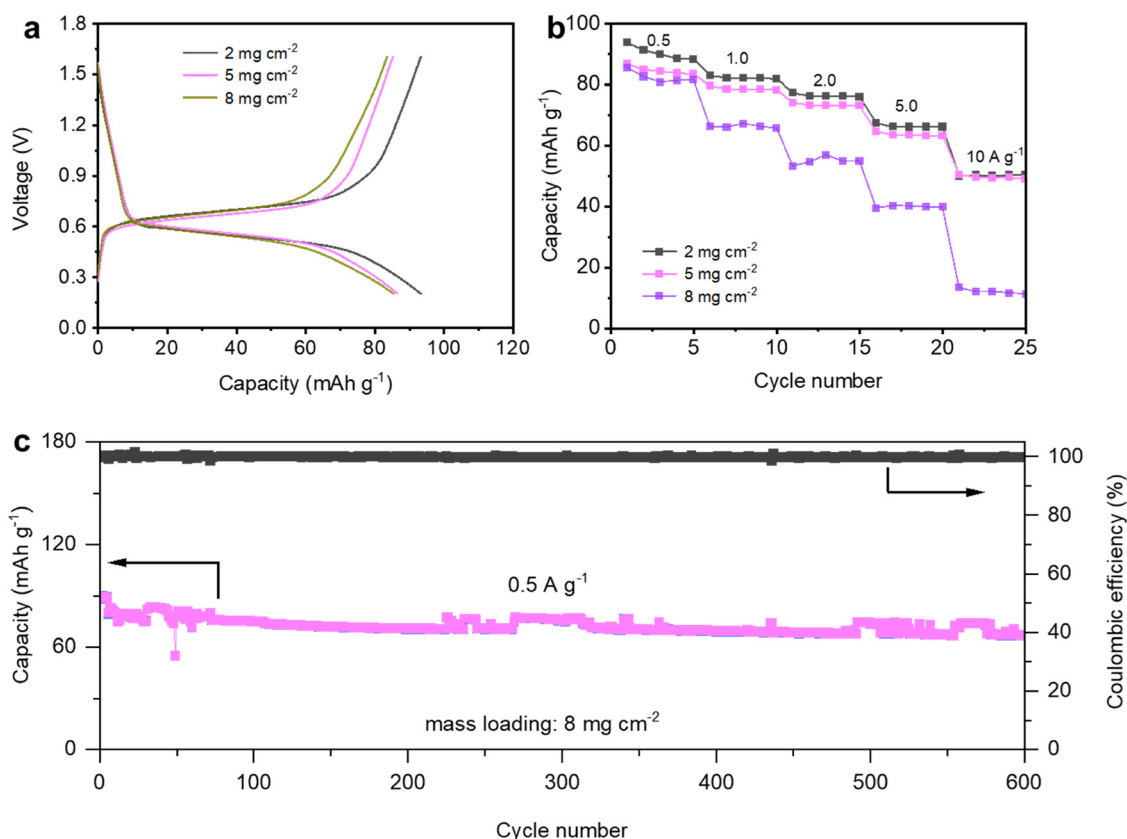 a
1.8
1.5
1.2
0.9
0.6
0.3
0.0
Voltage (V)
2 mg cm⁻²
5 mg cm⁻²
8 mg cm⁻²
0 20 40 60 80 100 120
Capacity (mAh g⁻¹)
b
100
80
60
40
20
0
Capacity (mAh g⁻¹)
0.5
1.0
2.0
5.0
10 A g⁻¹
2 mg cm⁻²
5 mg cm⁻²
8 mg cm⁻²
0 5 10 15 20 25
Cycle number
c
180
120
60
0
Capacity (mAh g⁻¹)
0.5 A g⁻¹
mass loading: 8 mg cm⁻²
100
80
60
40
20
0
Coulombic efficiency (%)
0 100 200 300 400 500 600
Cycle number